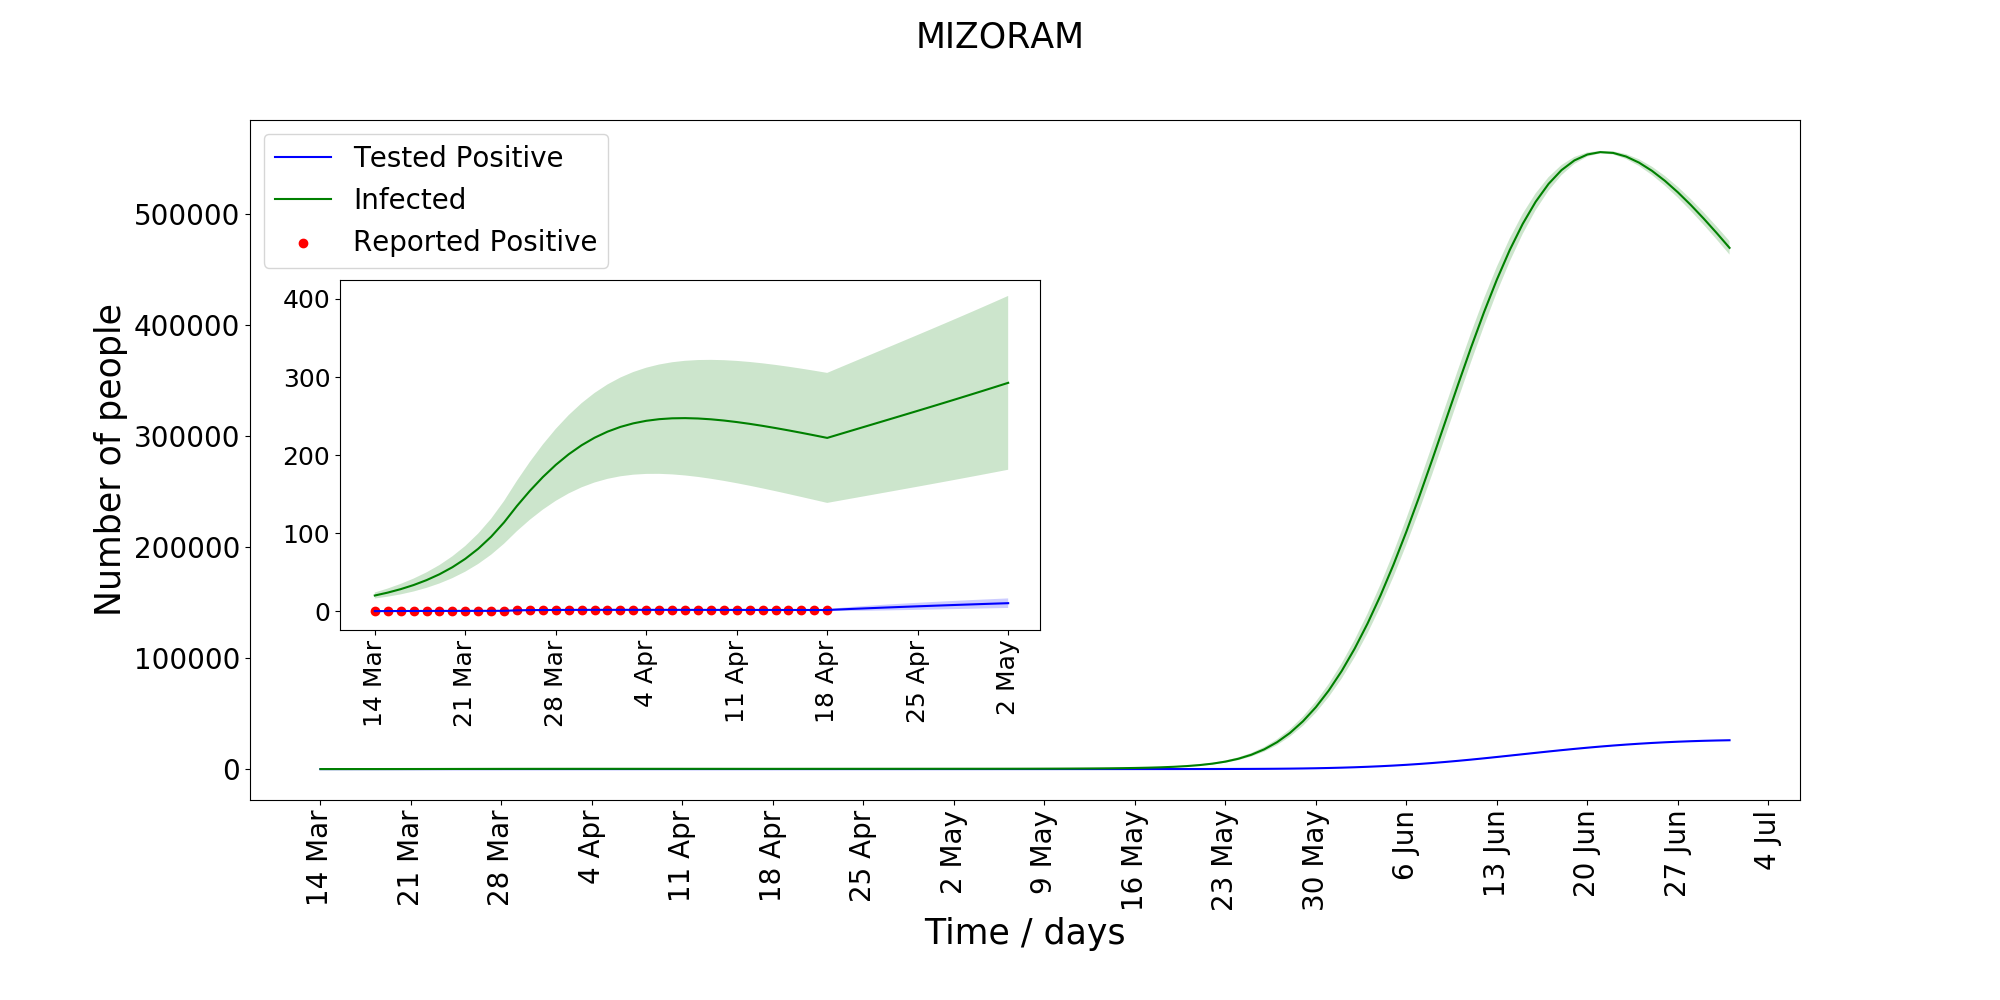 MIZORAM
Tested Positive
Infected
Reported Positive
Number of people
500000
400000
300000
200000
100000
0
400
300
200
100
0
14 Mar
21 Mar
28 Mar
4 Apr
11 Apr
18 Apr
25 Apr
2 May
14 Mar
21 Mar
28 Mar
4 Apr
11 Apr
18 Apr
25 Apr
2 May
9 May
16 May
23 May
30 May
6 Jun
13 Jun
20 Jun
27 Jun
4 Jul
Time / days